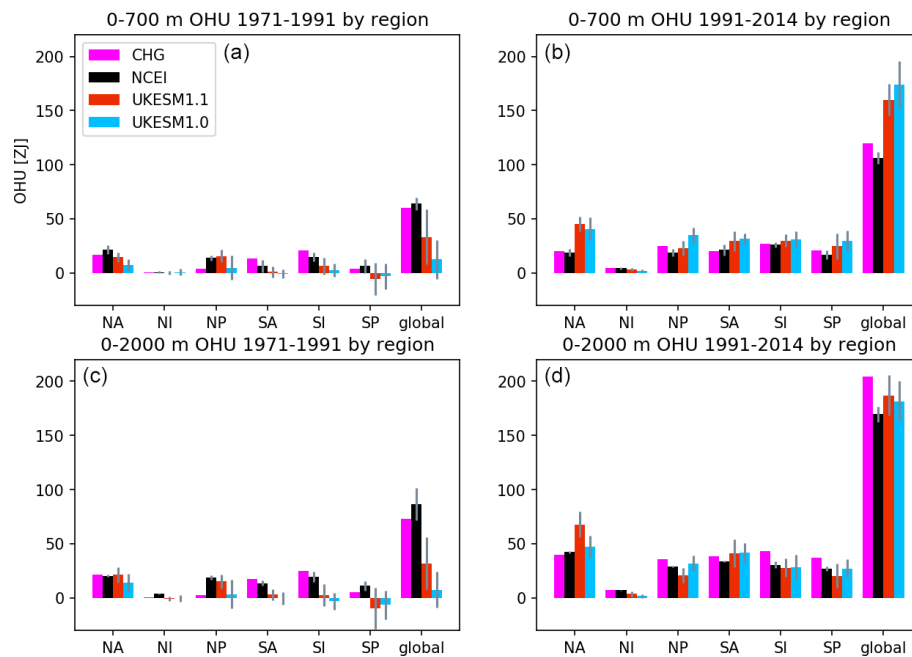 0-700 m OHU 1971-1991 by region
0-700 m OHU 1991-2014 by region
200
150
100
50
0
OHU [ZJ]
CHG
NCEI
UKESM1.1
UKESM1.0
(a)
NA NI NP SA SI SP global
200
150
100
50
0
(b)
NA NI NP SA SI SP global
0-2000 m OHU 1971-1991 by region
0-2000 m OHU 1991-2014 by region
200
150
100
50
0
(c)
NA NI NP SA SI SP global
200
150
100
50
0
(d)
NA NI NP SA SI SP global